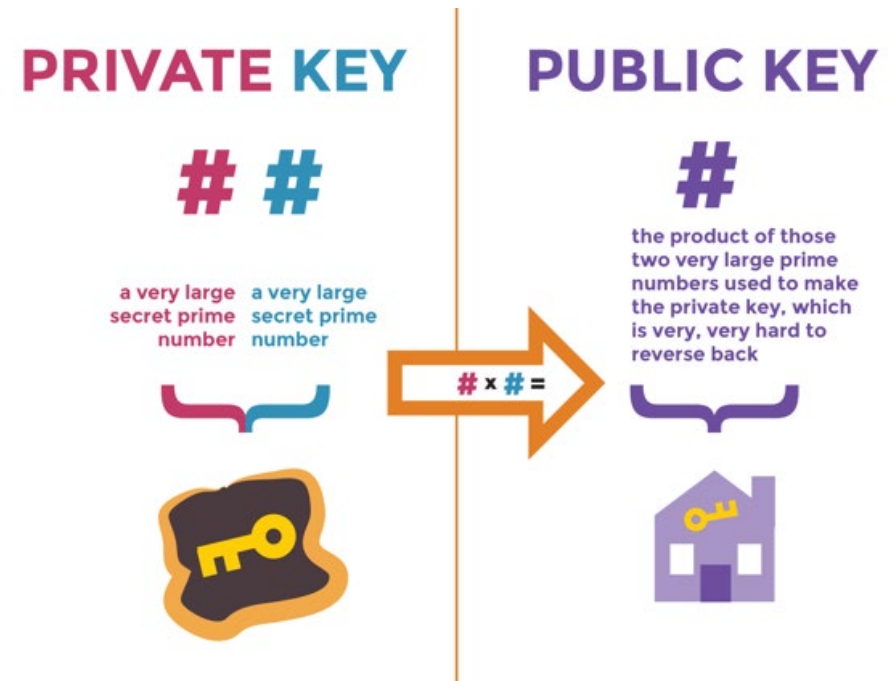 PRIVATE KEY
# #
a very large
secret prime
number
a very large
secret prime
number
# x # =
PUBLIC KEY
#
the product of those
two very large prime
numbers used to make
the private key, which
is very, very hard to
reverse back